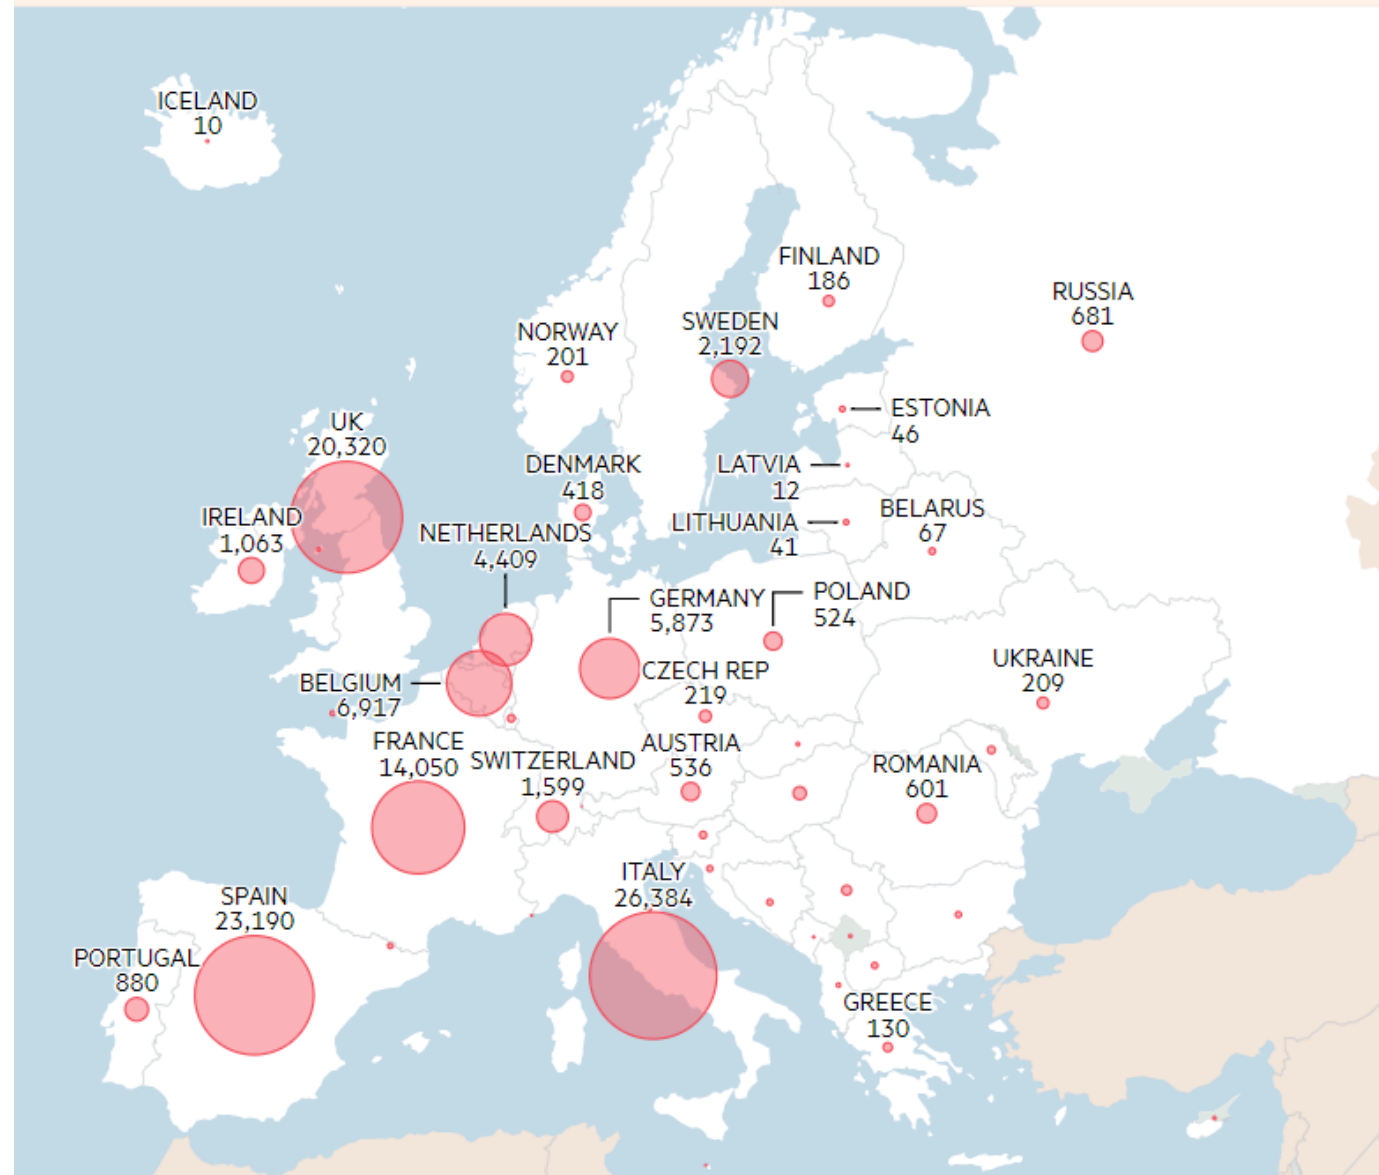 ICELAND
10
FINLAND
186
RUSSIA
681
SWEDEN
2,192
NORWAY
201
ESTONIA
46
UK
20,320
DENMARK
418
LATVIA
12
BELARUS
67
IRELAND
1,063
LITHUANIA
41
NETHERLANDS
4,409
GERMANY
5,873
POLAND
524
CZECH REP
219
UKRAINE
209
BELGIUM
6,917
FRANCE
14,050
SWITZERLAND
1,599
AUSTRIA
536
ROMANIA
601
ITALY
26,384
SPAIN
23,190
PORTUGAL
880
GREECE
130